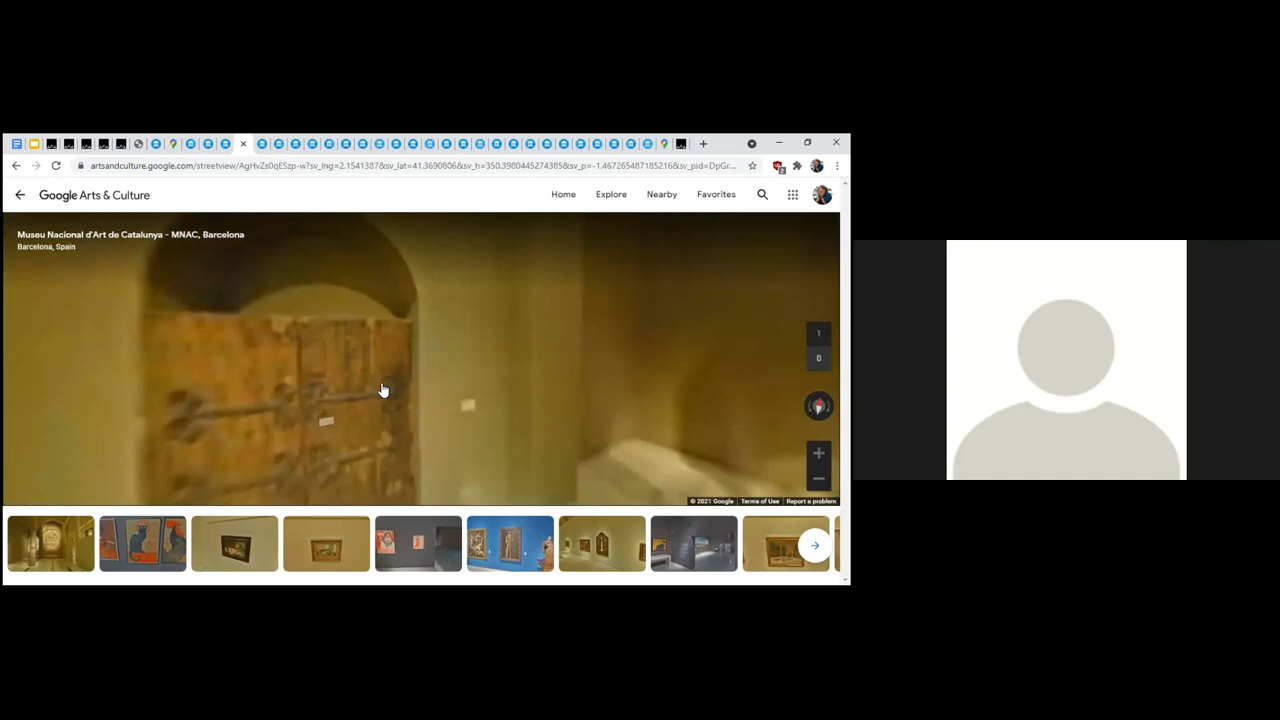 artsandculture.google.com/streetview/AgHvZs0qESzp-w?sv_lng=2.1541387&sv_lat=41.3690806&sv_h=350.3980445274385&sv_p=-1.467265487185216&sv_pid=DpGr...
Google Arts & Culture
Home
Explore
Nearby
Favorites
Museu Nacional d'Art de Catalunya - MNAC, Barcelona
Barcelona, Spain
1
0
© 2021 Google
Terms of Use
Report a problem